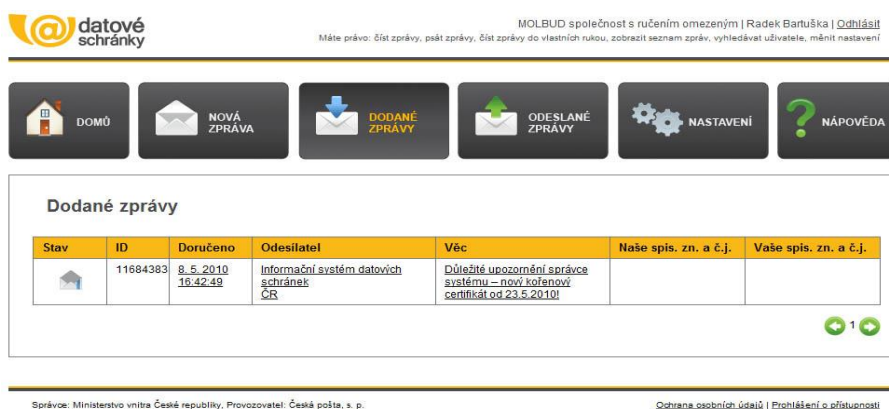 datové
schránky
MOLBUD společnost s ručením omezeným | Radek Bartuška | Odhlásit
Máte právo: číst zprávy, psát zprávy, číst zprávy do vlastních rukou, zobrazit seznam zpráv, vyhledávat uživatele, měnit nastavení
DOMŮ
NOVÁ
ZPRÁVA
DODANÉ
ZPRÁVY
ODESLANÉ
ZPRÁVY
NASTAVENÍ
NÁPOVĚDA
Dodané zprávy
Stav ID Doručeno Odesílatel Věc Naše spis. zn. a č.j. Vaše spis. zn. a č.j.
11684383 8. 5. 2010 Informační systém datových Důležité upozornění správce
16:42:49 schránek systému – nový kořenový
ČR certifikát od 23.5.2010!
1
Správce: Ministerstvo vnitra České republiky, Provozovatel: Česká pošta, s. p. Ochrana osobních údajů | Prohlášení o přístupnosti